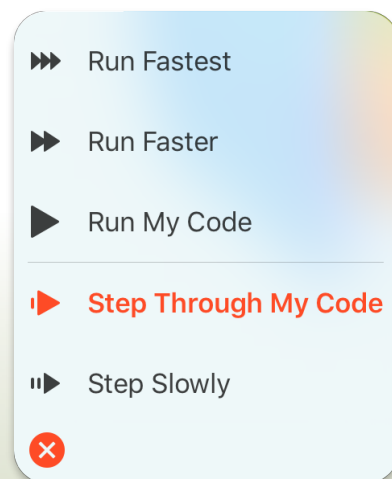 Run Fastest
Run Faster
Run My Code
Step Through My Code
Step Slowly